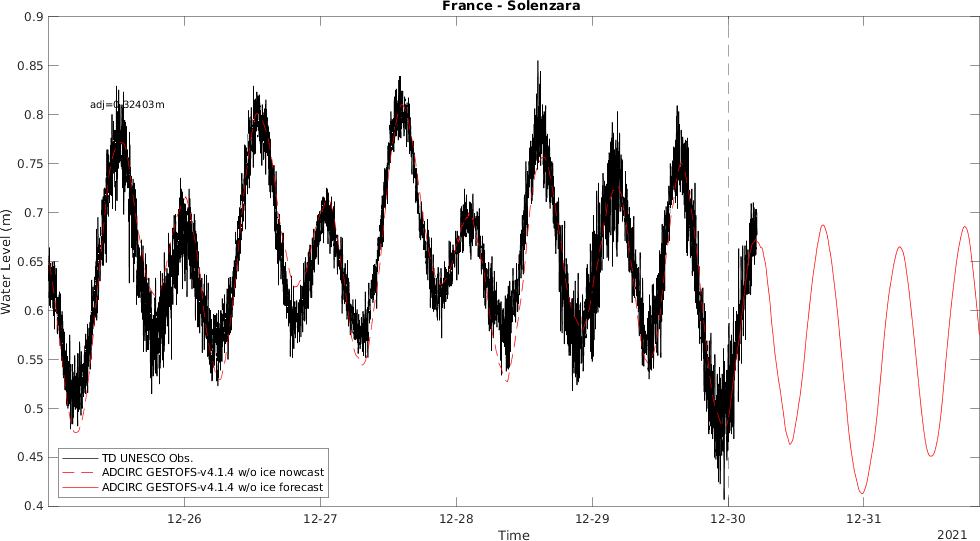 France - Solenzara
0.9
0.85
0.8
0.75
0.7
0.65
0.6
0.55
0.5
0.45
0.4
Water Level (m)
adj=0.32403m
TD UNESCO Obs.
ADCIRC GESTOFS-v4.1.4 w/o ice nowcast
ADCIRC GESTOFS-v4.1.4 w/o ice forecast
12-26 12-27 12-28 12-29 12-30 12-31
Time
2021